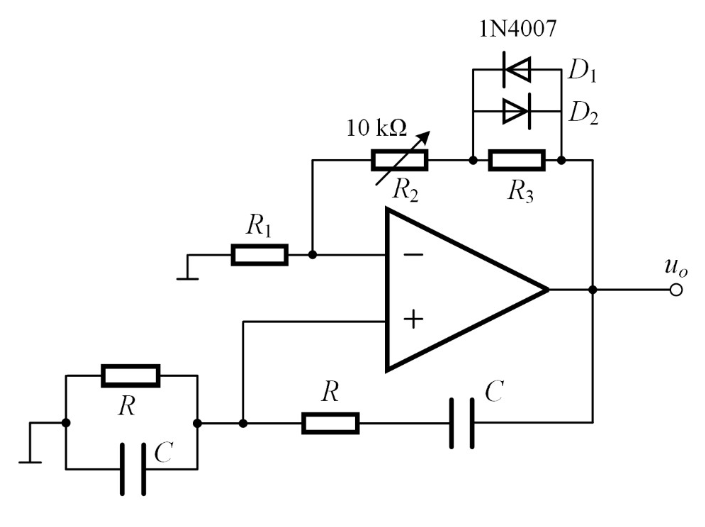 1N4007
D₁
D₂
10 kΩ
R₂
R₃
R₁
−
uₒ
+
R
C
R
C